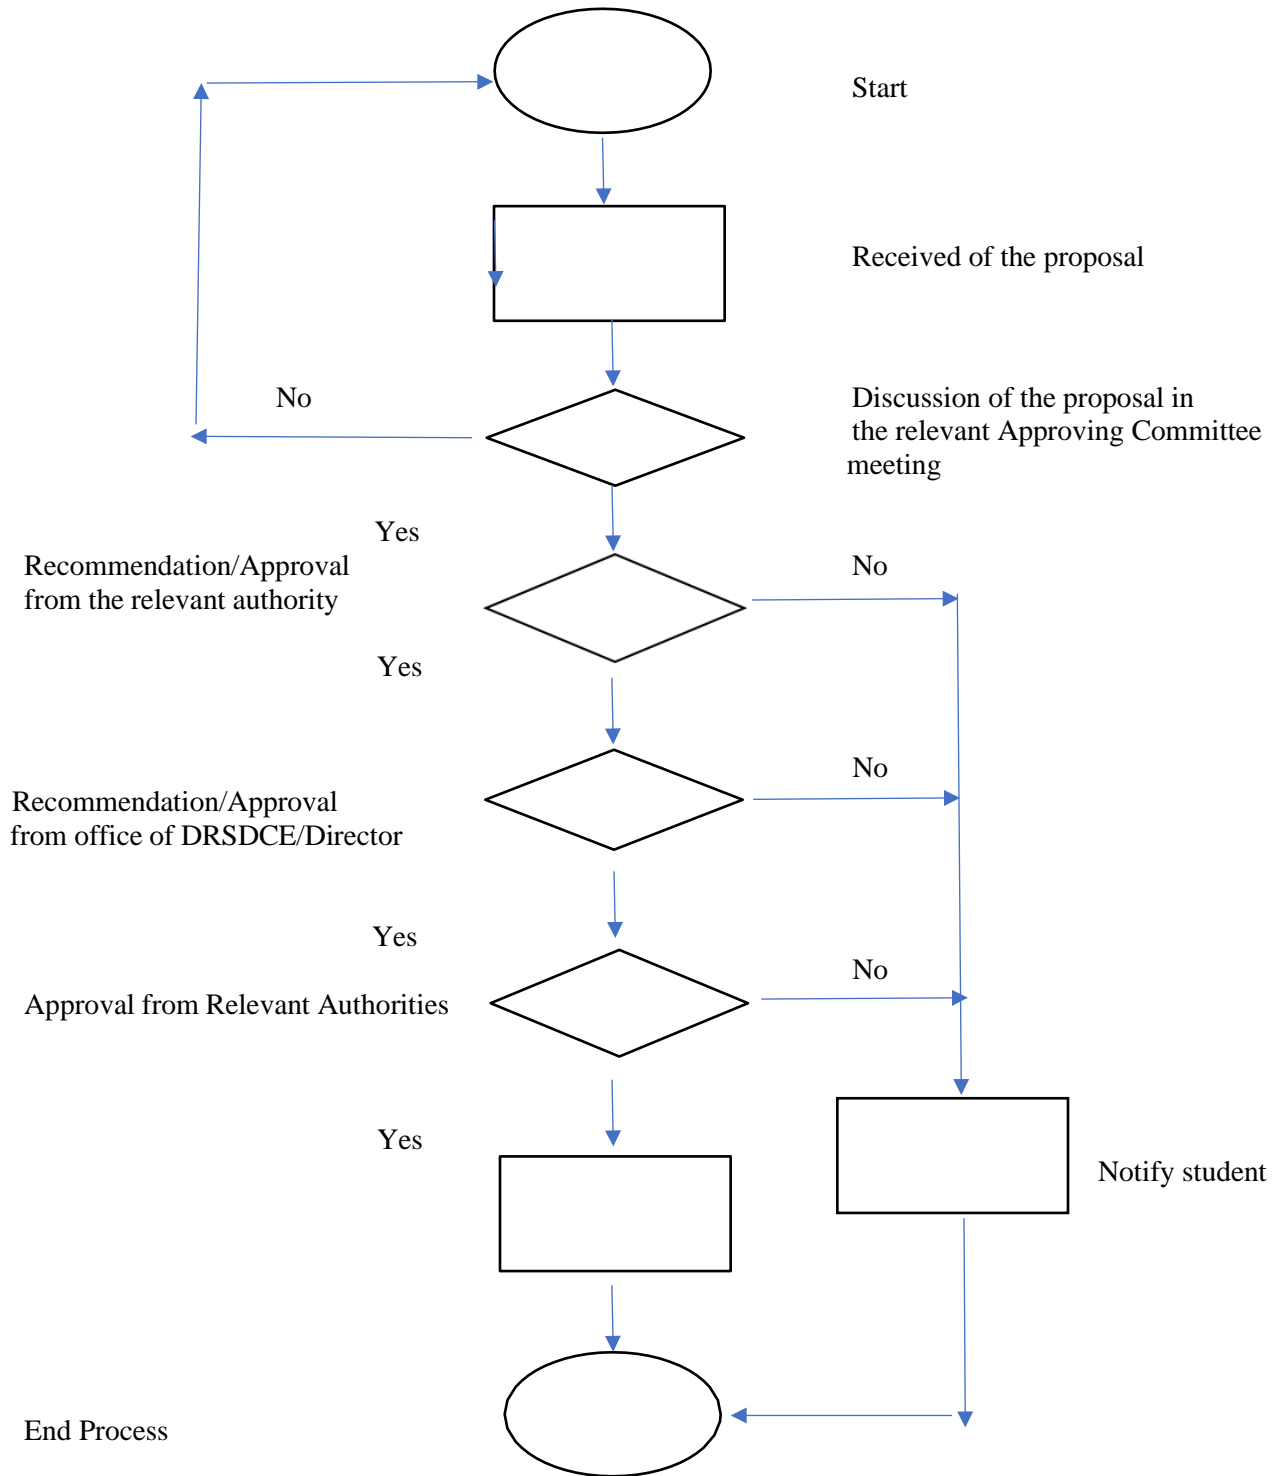 Start
Received of the proposal
No
Discussion of the proposal in
the relevant Approving Committee
meeting
Yes
Recommendation/Approval
from the relevant authority
No
Yes
No
Recommendation/Approval
from office of DRSDCE/Director
Yes
No
Approval from Relevant Authorities
Yes
Notify student
End Process